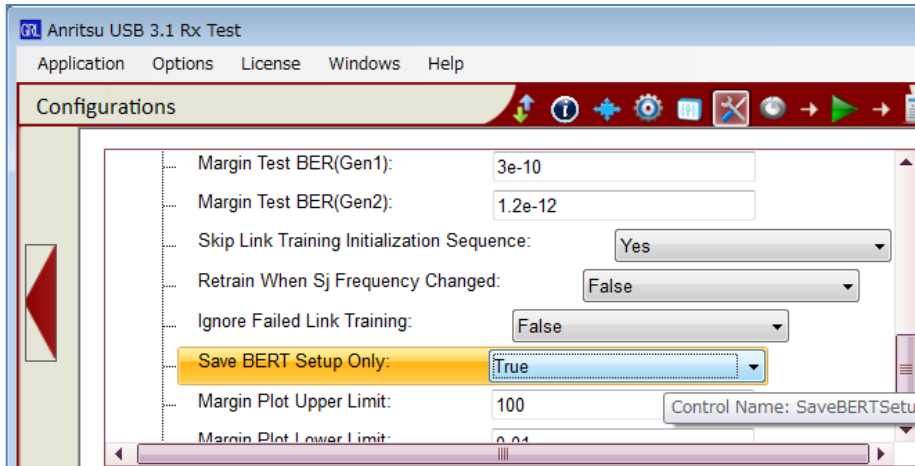 GRL Anritsu USB 3.1 Rx Test
Application Options License Windows Help
Configurations
Margin Test BER(Gen1): 3e-10
Margin Test BER(Gen2): 1.2e-12
Skip Link Training Initialization Sequence: Yes
Retrain When Sj Frequency Changed: False
Ignore Failed Link Training: False
Save BERT Setup Only: True
Margin Plot Upper Limit: 100
Control Name: SaveBERTSetu
Margin Plot Lower Limit: 0.01